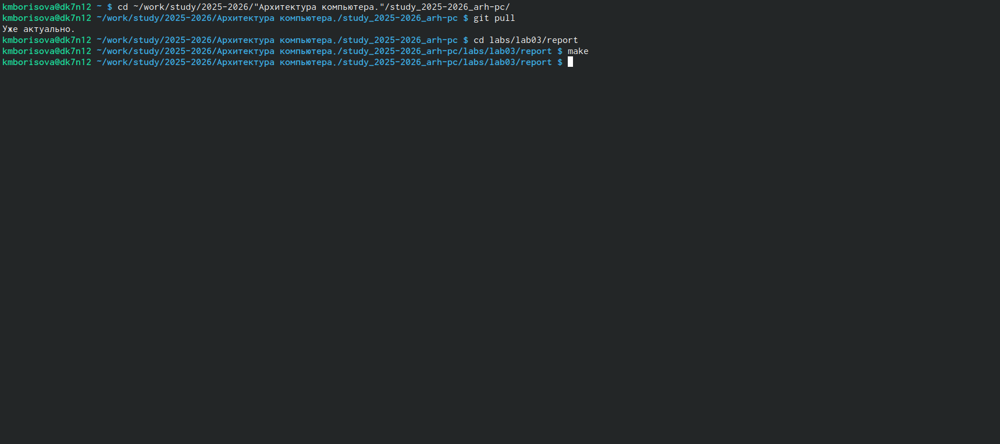 kmborisova@dk7n12 ~ $ cd ~/work/study/2025-2026/"Архитектура компьютера."/study_2025-2026_arh-pc/
kmborisova@dk7n12 ~/work/study/2025-2026/Архитектура компьютера./study_2025-2026_arh-pc $ git pull
Уже актуально.
kmborisova@dk7n12 ~/work/study/2025-2026/Архитектура компьютера./study_2025-2026_arh-pc $ cd labs/lab03/report
kmborisova@dk7n12 ~/work/study/2025-2026/Архитектура компьютера./study_2025-2026_arh-pc/labs/lab03/report $ make
kmborisova@dk7n12 ~/work/study/2025-2026/Архитектура компьютера./study_2025-2026_arh-pc/labs/lab03/report $